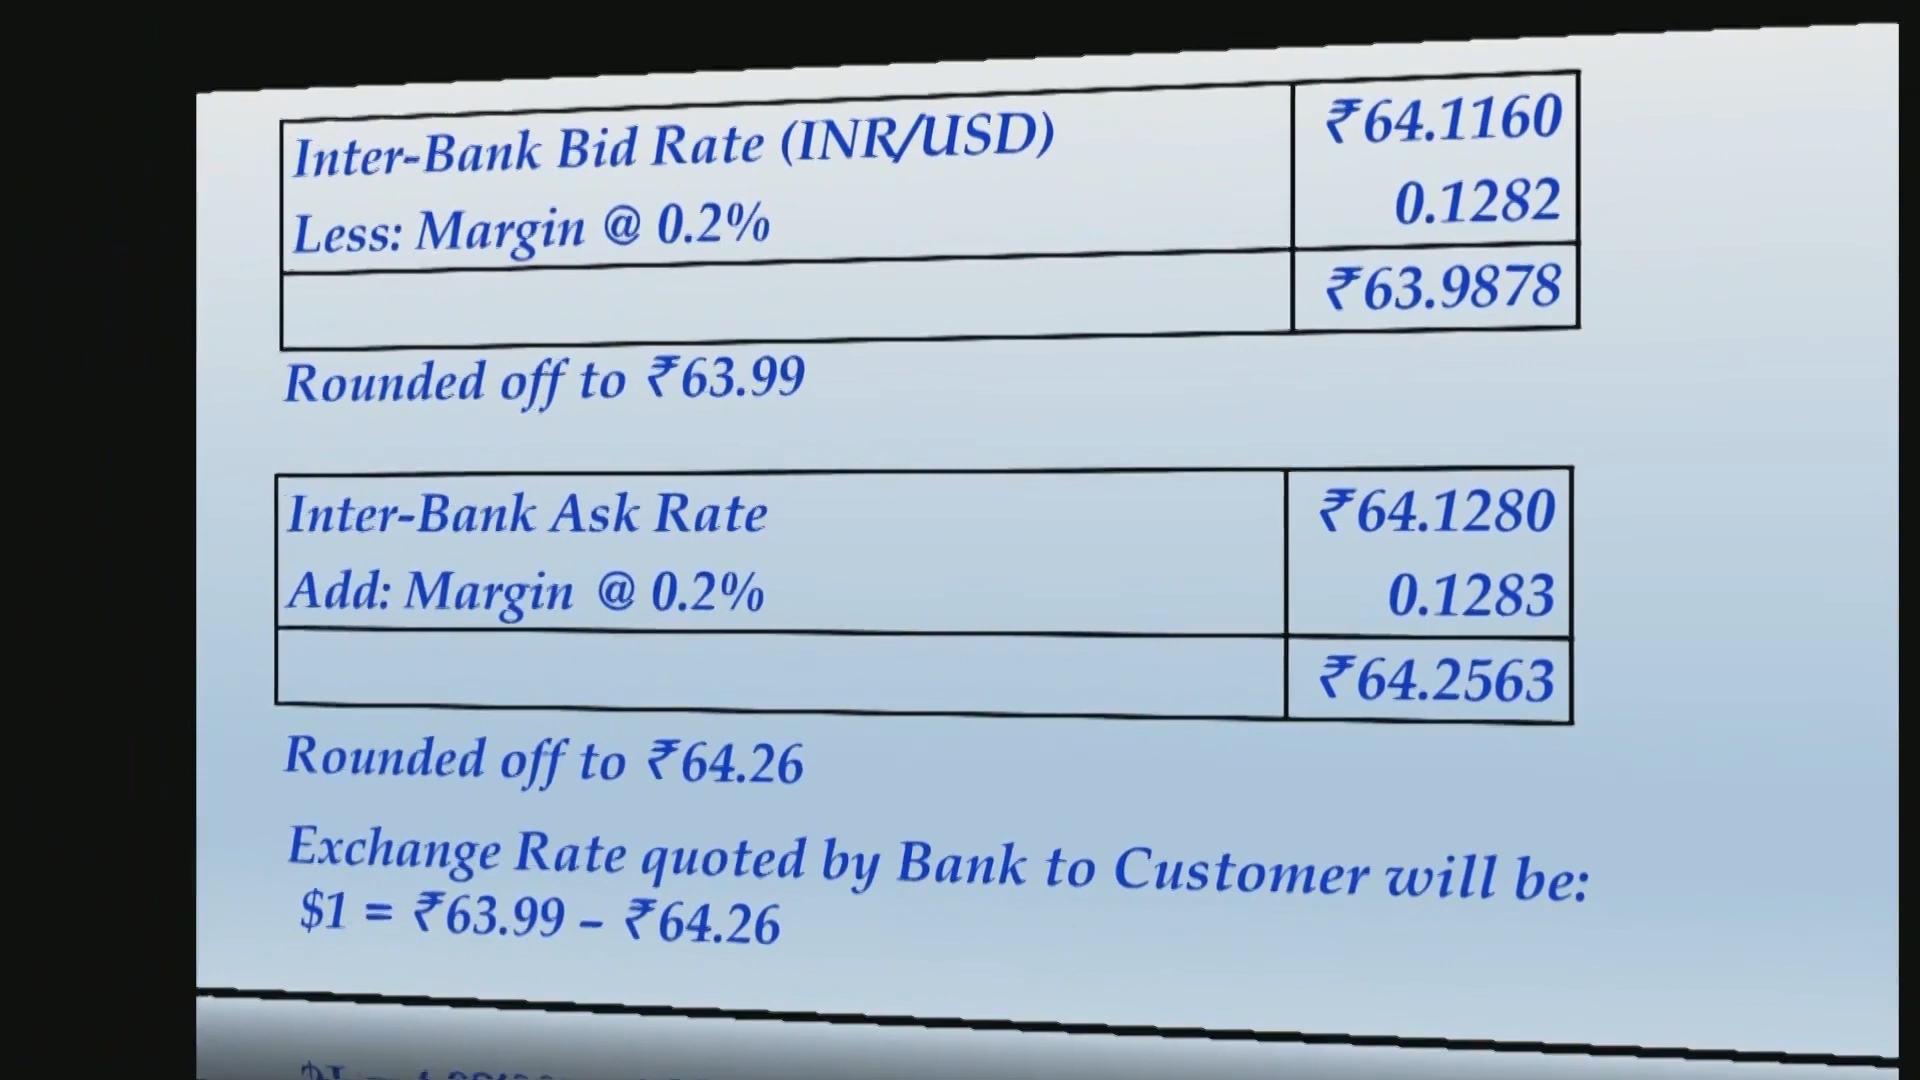 Inter-Bank Bid Rate (INR/USD) ₹64.1160
Less: Margin @ 0.2% 0.1282
₹63.9878
Rounded off to ₹63.99
Inter-Bank Ask Rate ₹64.1280
Add: Margin @ 0.2% 0.1283
₹64.2563
Rounded off to ₹64.26
Exchange Rate quoted by Bank to Customer will be:
$1 = ₹63.99 – ₹64.26